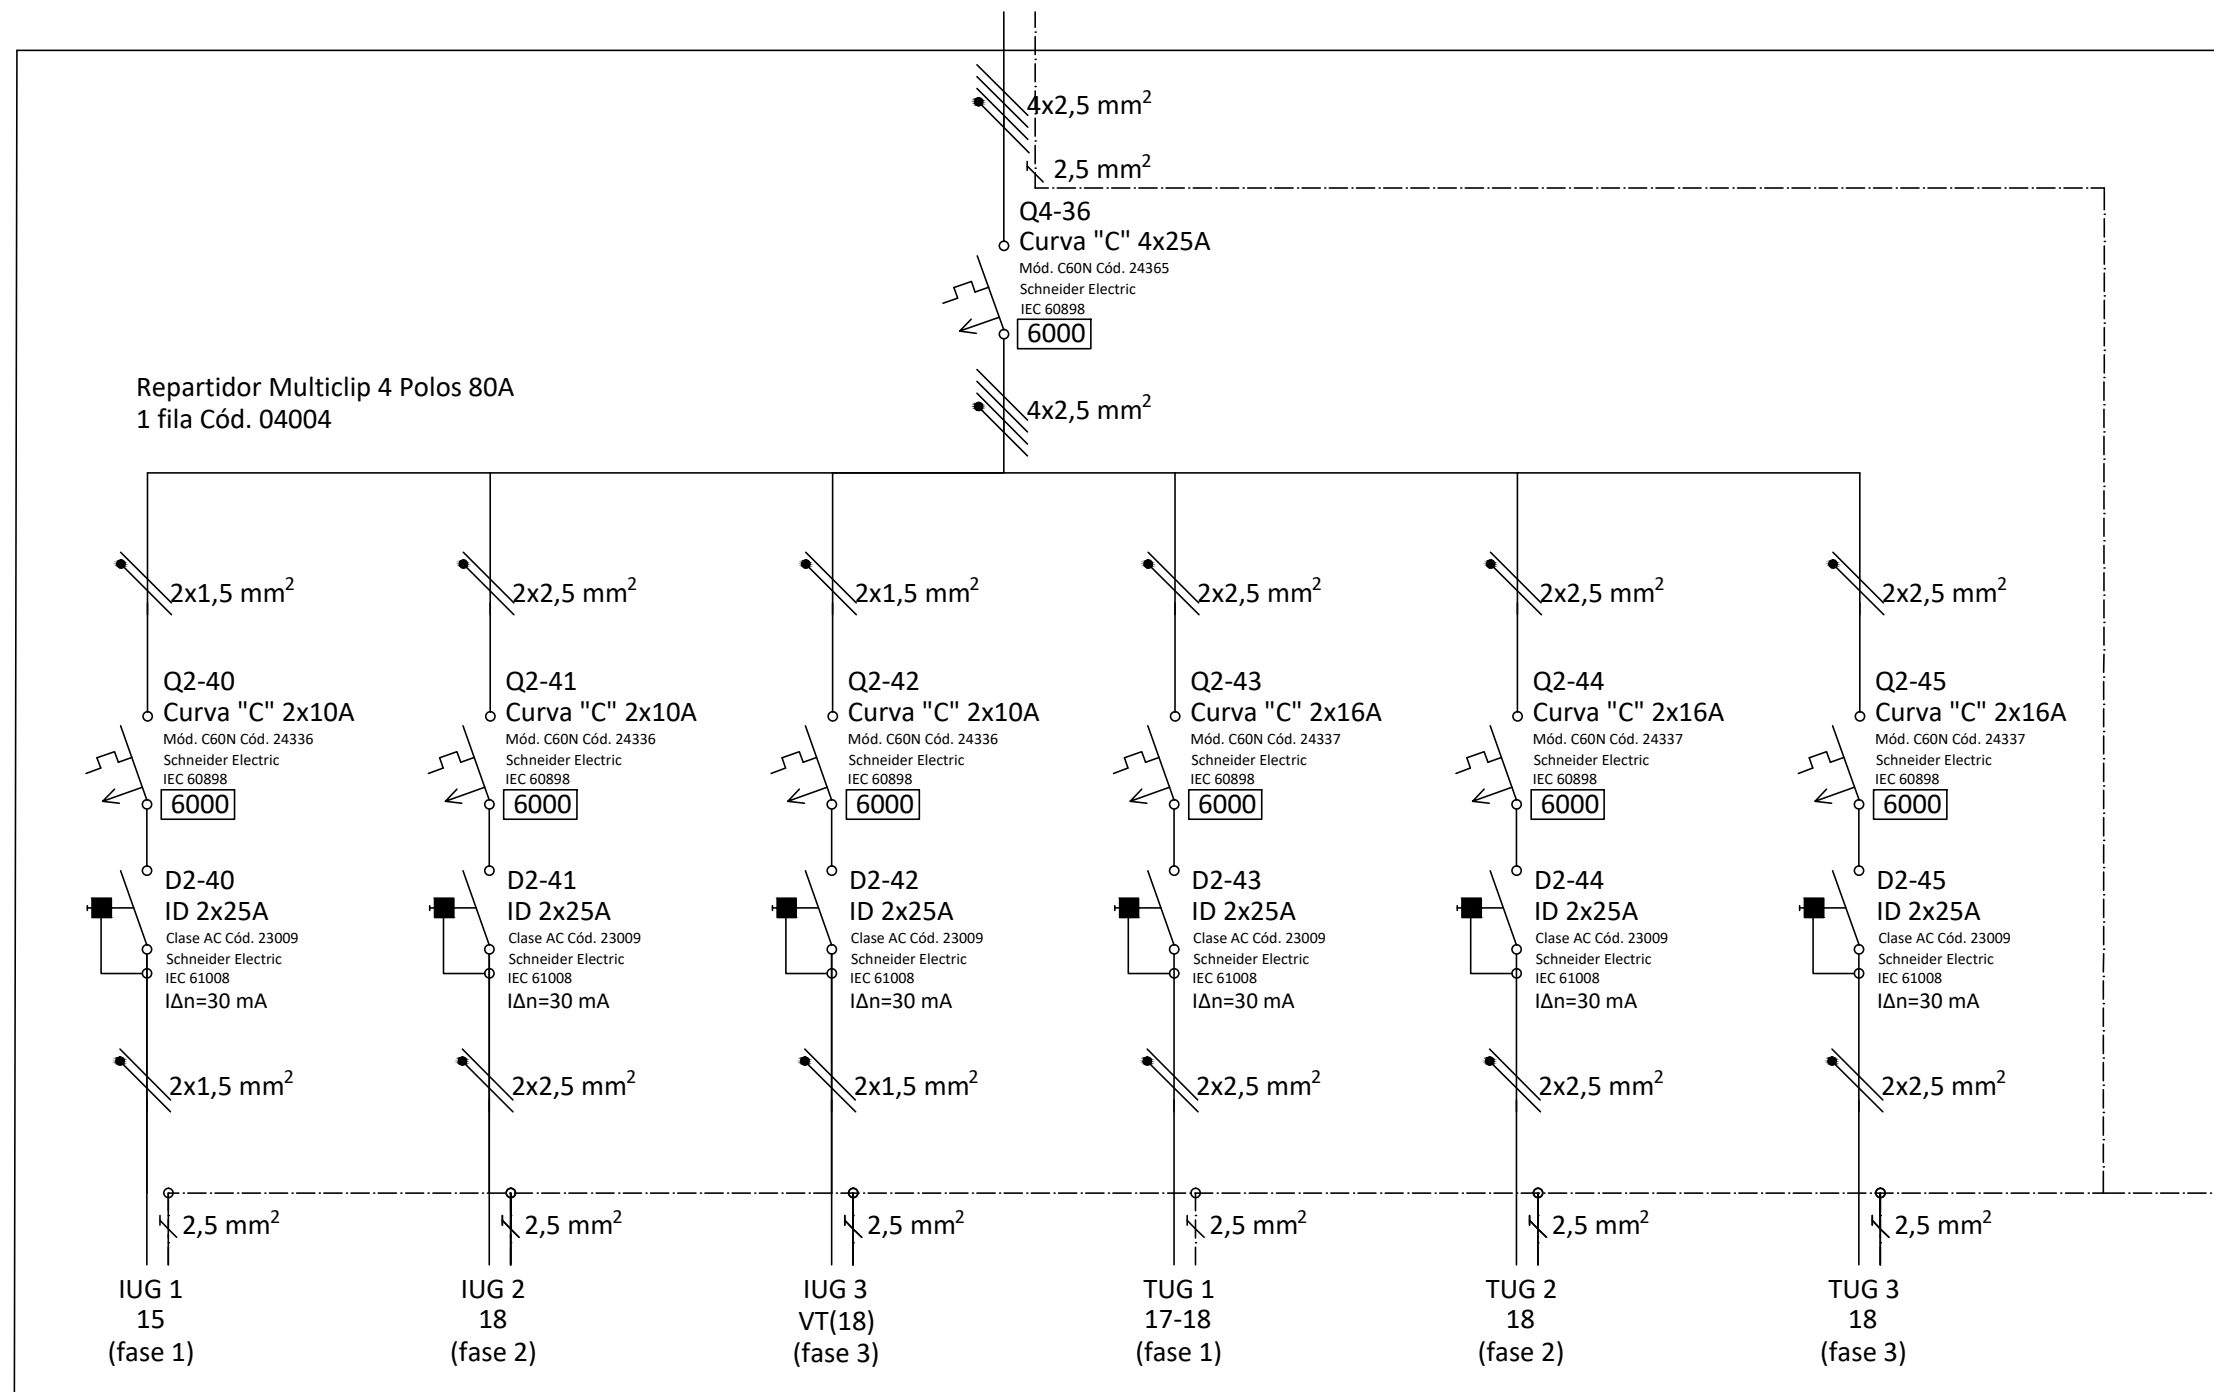 4x2,5 mm²
2,5 mm²
Q4-36
Curva "C" 4x25A
Mód. C60N Cód. 24365
Schneider Electric
IEC 60898
6000
Repartidor Multiclip 4 Polos 80A
1 fila Cód. 04004
4x2,5 mm²
2x1,5 mm²
2x2,5 mm²
2x1,5 mm²
2x2,5 mm²
2x2,5 mm²
2x2,5 mm²
Q2-40
Curva "C" 2x10A
Mód. C60N Cód. 24336
Schneider Electric
IEC 60898
6000
Q2-41
Curva "C" 2x10A
Mód. C60N Cód. 24336
Schneider Electric
IEC 60898
6000
Q2-42
Curva "C" 2x10A
Mód. C60N Cód. 24336
Schneider Electric
IEC 60898
6000
Q2-43
Curva "C" 2x16A
Mód. C60N Cód. 24337
Schneider Electric
IEC 60898
6000
Q2-44
Curva "C" 2x16A
Mód. C60N Cód. 24337
Schneider Electric
IEC 60898
6000
Q2-45
Curva "C" 2x16A
Mód. C60N Cód. 24337
Schneider Electric
IEC 60898
6000
D2-40
ID 2x25A
Clase AC Cód. 23009
Schneider Electric
IEC 61008
IΔn=30 mA
D2-41
ID 2x25A
Clase AC Cód. 23009
Schneider Electric
IEC 61008
IΔn=30 mA
D2-42
ID 2x25A
Clase AC Cód. 23009
Schneider Electric
IEC 61008
IΔn=30 mA
D2-43
ID 2x25A
Clase AC Cód. 23009
Schneider Electric
IEC 61008
IΔn=30 mA
D2-44
ID 2x25A
Clase AC Cód. 23009
Schneider Electric
IEC 61008
IΔn=30 mA
D2-45
ID 2x25A
Clase AC Cód. 23009
Schneider Electric
IEC 61008
IΔn=30 mA
2x1,5 mm²
2x2,5 mm²
2x1,5 mm²
2x2,5 mm²
2x2,5 mm²
2x2,5 mm²
2,5 mm²
2,5 mm²
2,5 mm²
2,5 mm²
2,5 mm²
2,5 mm²
IUG 1
15
(fase 1)
IUG 2
18
(fase 2)
IUG 3
VT(18)
(fase 3)
TUG 1
17-18
(fase 1)
TUG 2
18
(fase 2)
TUG 3
18
(fase 3)